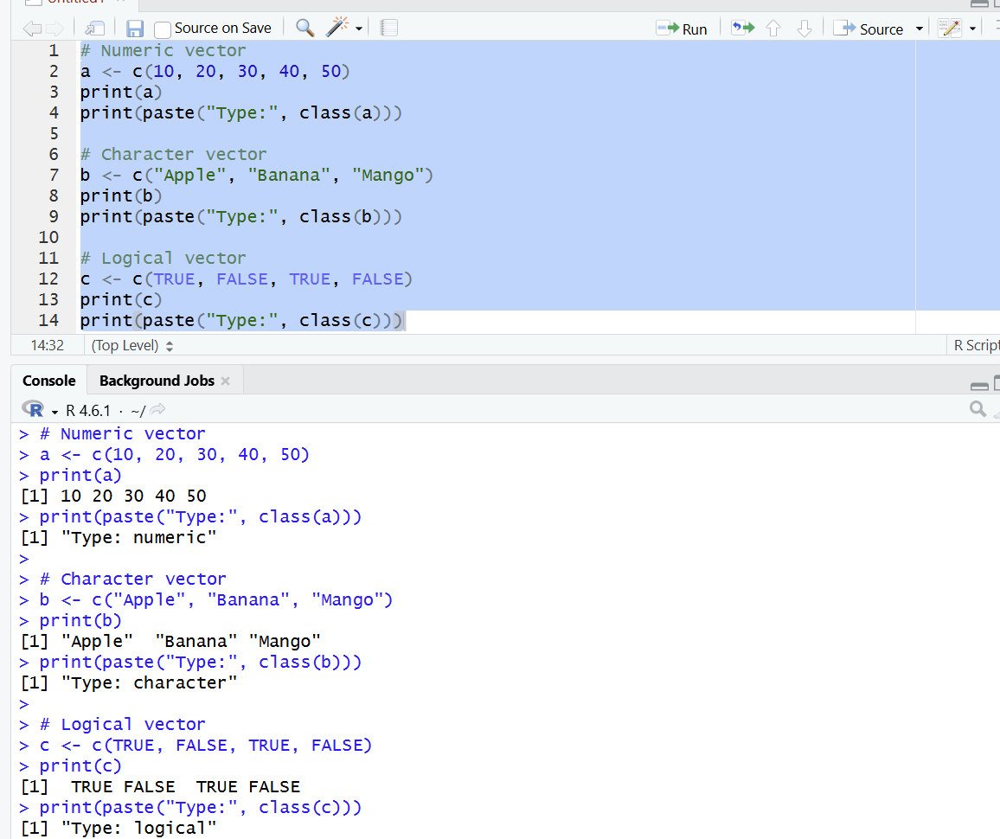 Source on Save
Run
Source
1 # Numeric vector
2 a <- c(10, 20, 30, 40, 50)
3 print(a)
4 print(paste("Type:", class(a)))
5
6 # Character vector
7 b <- c("Apple", "Banana", "Mango")
8 print(b)
9 print(paste("Type:", class(b)))
10
11 # Logical vector
12 c <- c(TRUE, FALSE, TRUE, FALSE)
13 print(c)
14 print(paste("Type:", class(c)))
14:32 (Top Level) R Script
Console Background Jobs
R 4.6.1 · ~/
> # Numeric vector
> a <- c(10, 20, 30, 40, 50)
> print(a)
[1] 10 20 30 40 50
> print(paste("Type:", class(a)))
[1] "Type: numeric"
>
> # Character vector
> b <- c("Apple", "Banana", "Mango")
> print(b)
[1] "Apple"  "Banana" "Mango"
> print(paste("Type:", class(b)))
[1] "Type: character"
>
> # Logical vector
> c <- c(TRUE, FALSE, TRUE, FALSE)
> print(c)
[1]  TRUE FALSE  TRUE FALSE
> print(paste("Type:", class(c)))
[1] "Type: logical"